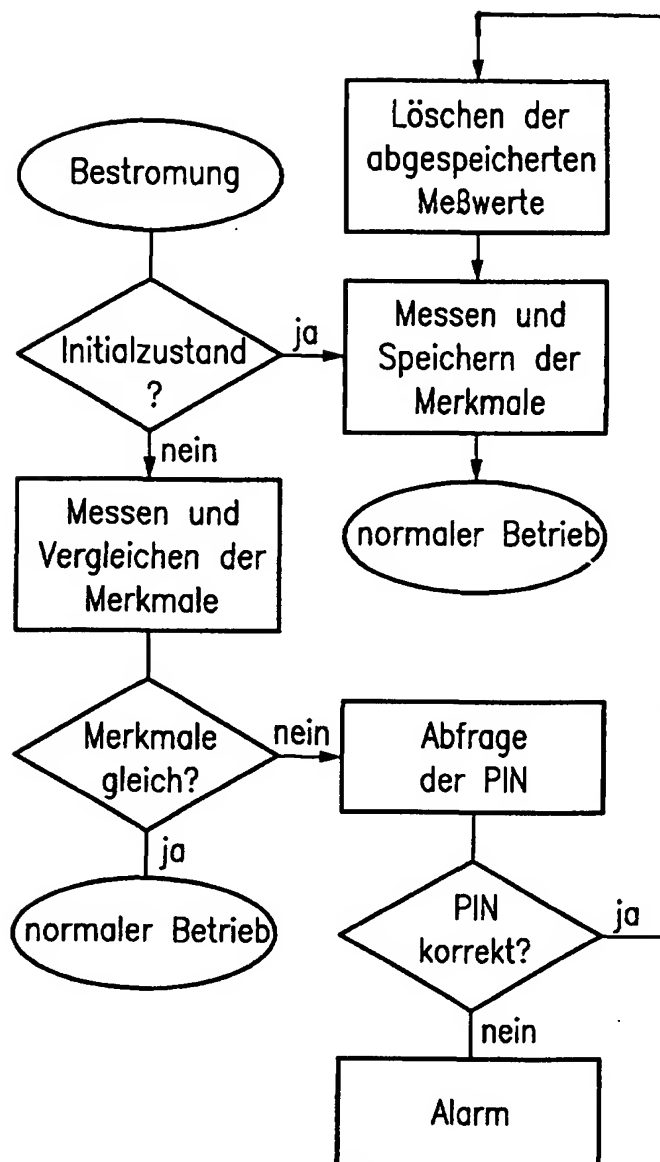 Löschen der
abgespeicherten
Meßwerte
Bestromung
Initialzustand
?
ja
Messen und
Speichern der
Merkmale
nein
normaler Betrieb
Messen und
Vergleichen der
Merkmale
Merkmale
gleich?
nein
Abfrage
der PIN
ja
normaler Betrieb
PIN
korrekt?
ja
nein
Alarm